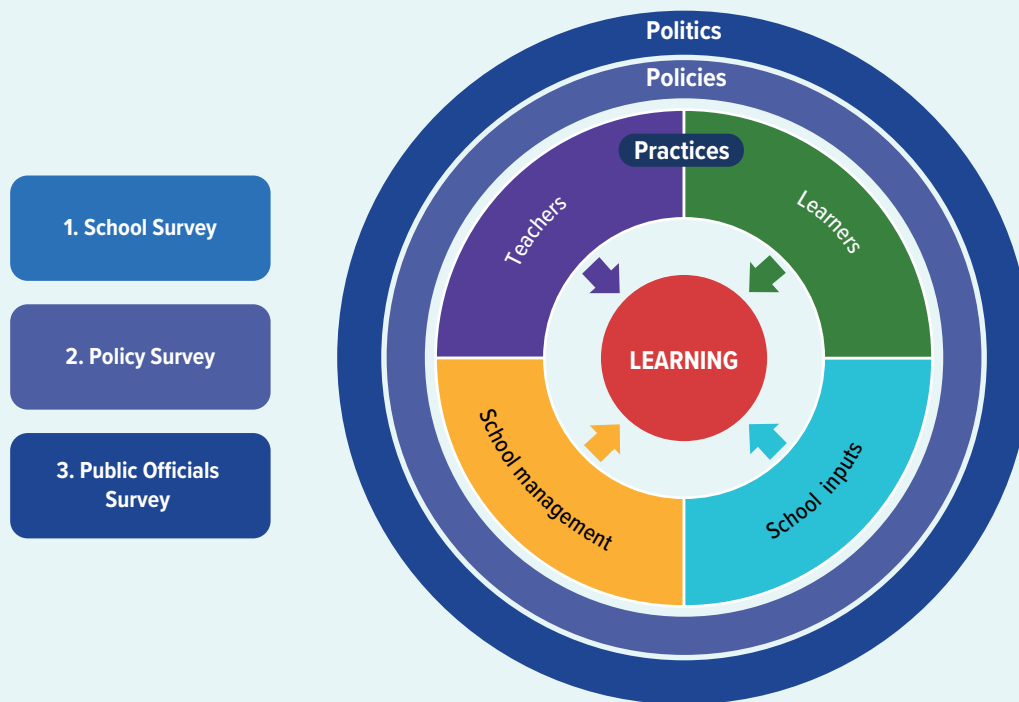 1. School Survey
2. Policy Survey
3. Public Officials
Survey
Politics
Policies
Practices
Teachers
Learners
LEARNING
School management
School inputs